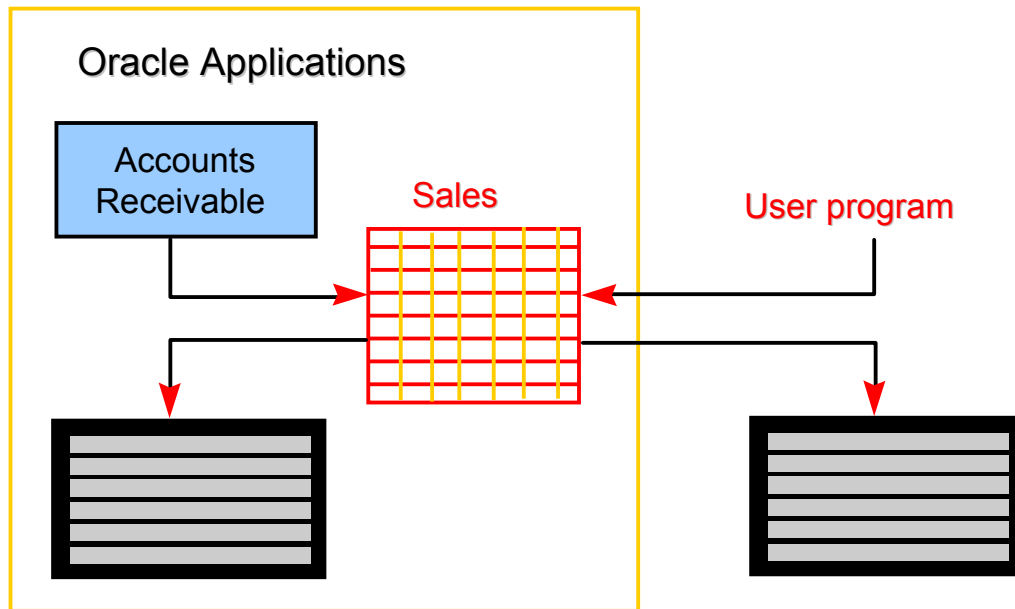 Oracle Applications
Accounts
Receivable
Sales
User program